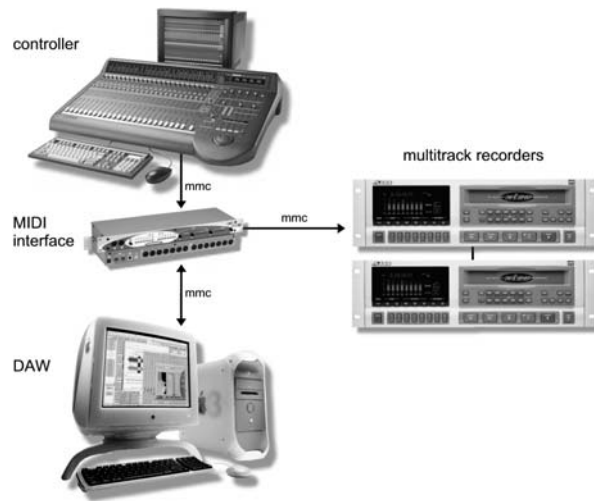 controller
mmc
multitrack recorders
MIDI
interface
mmc
mmc
DAW